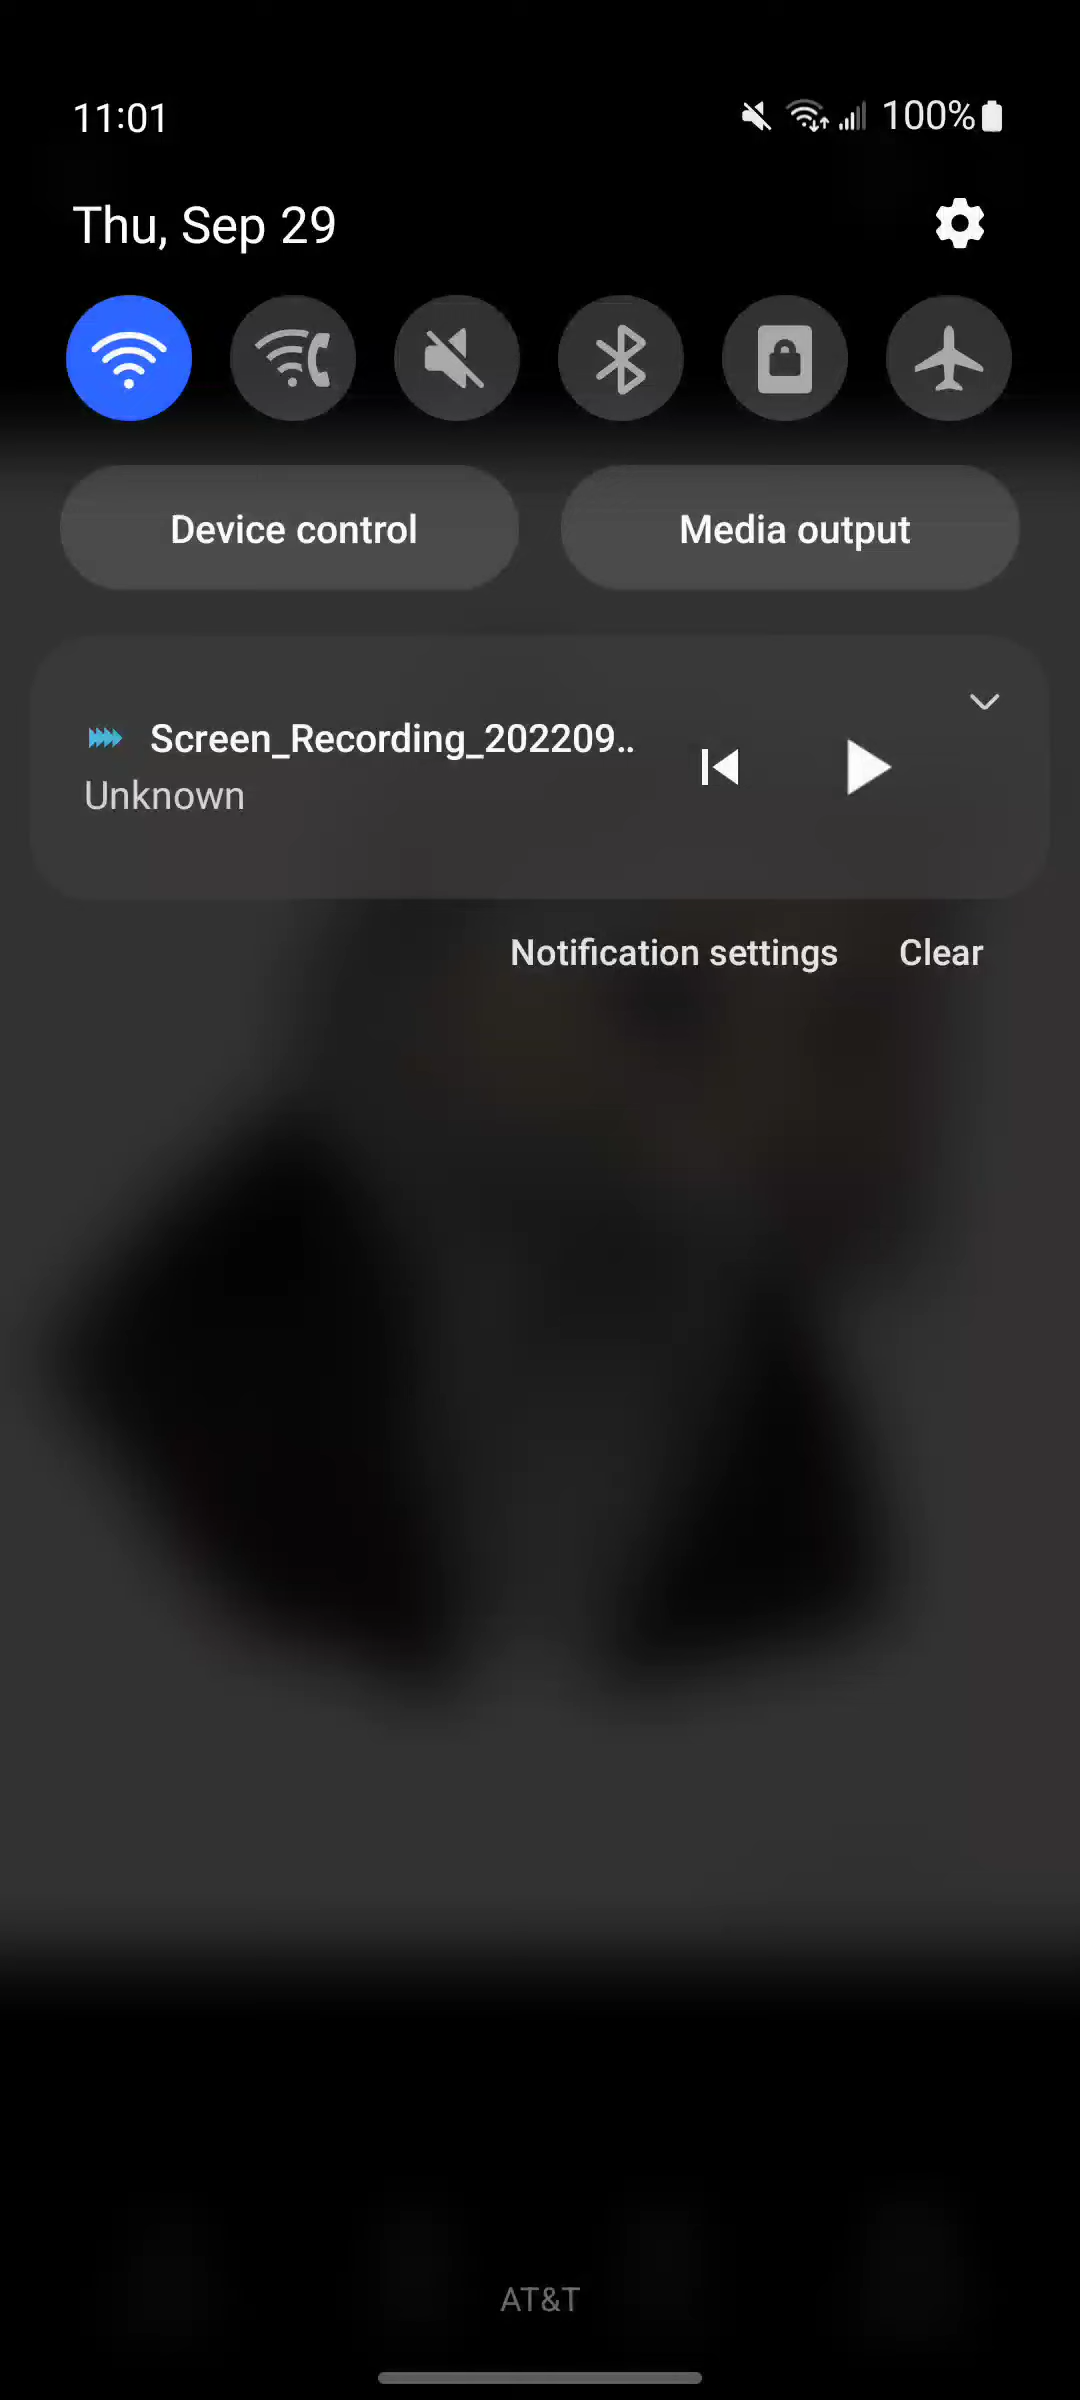 11:01
100%
Thu, Sep 29
Device control
Media output
Screen_Recording_202209..
Unknown
Notification settings
Clear
AT&T